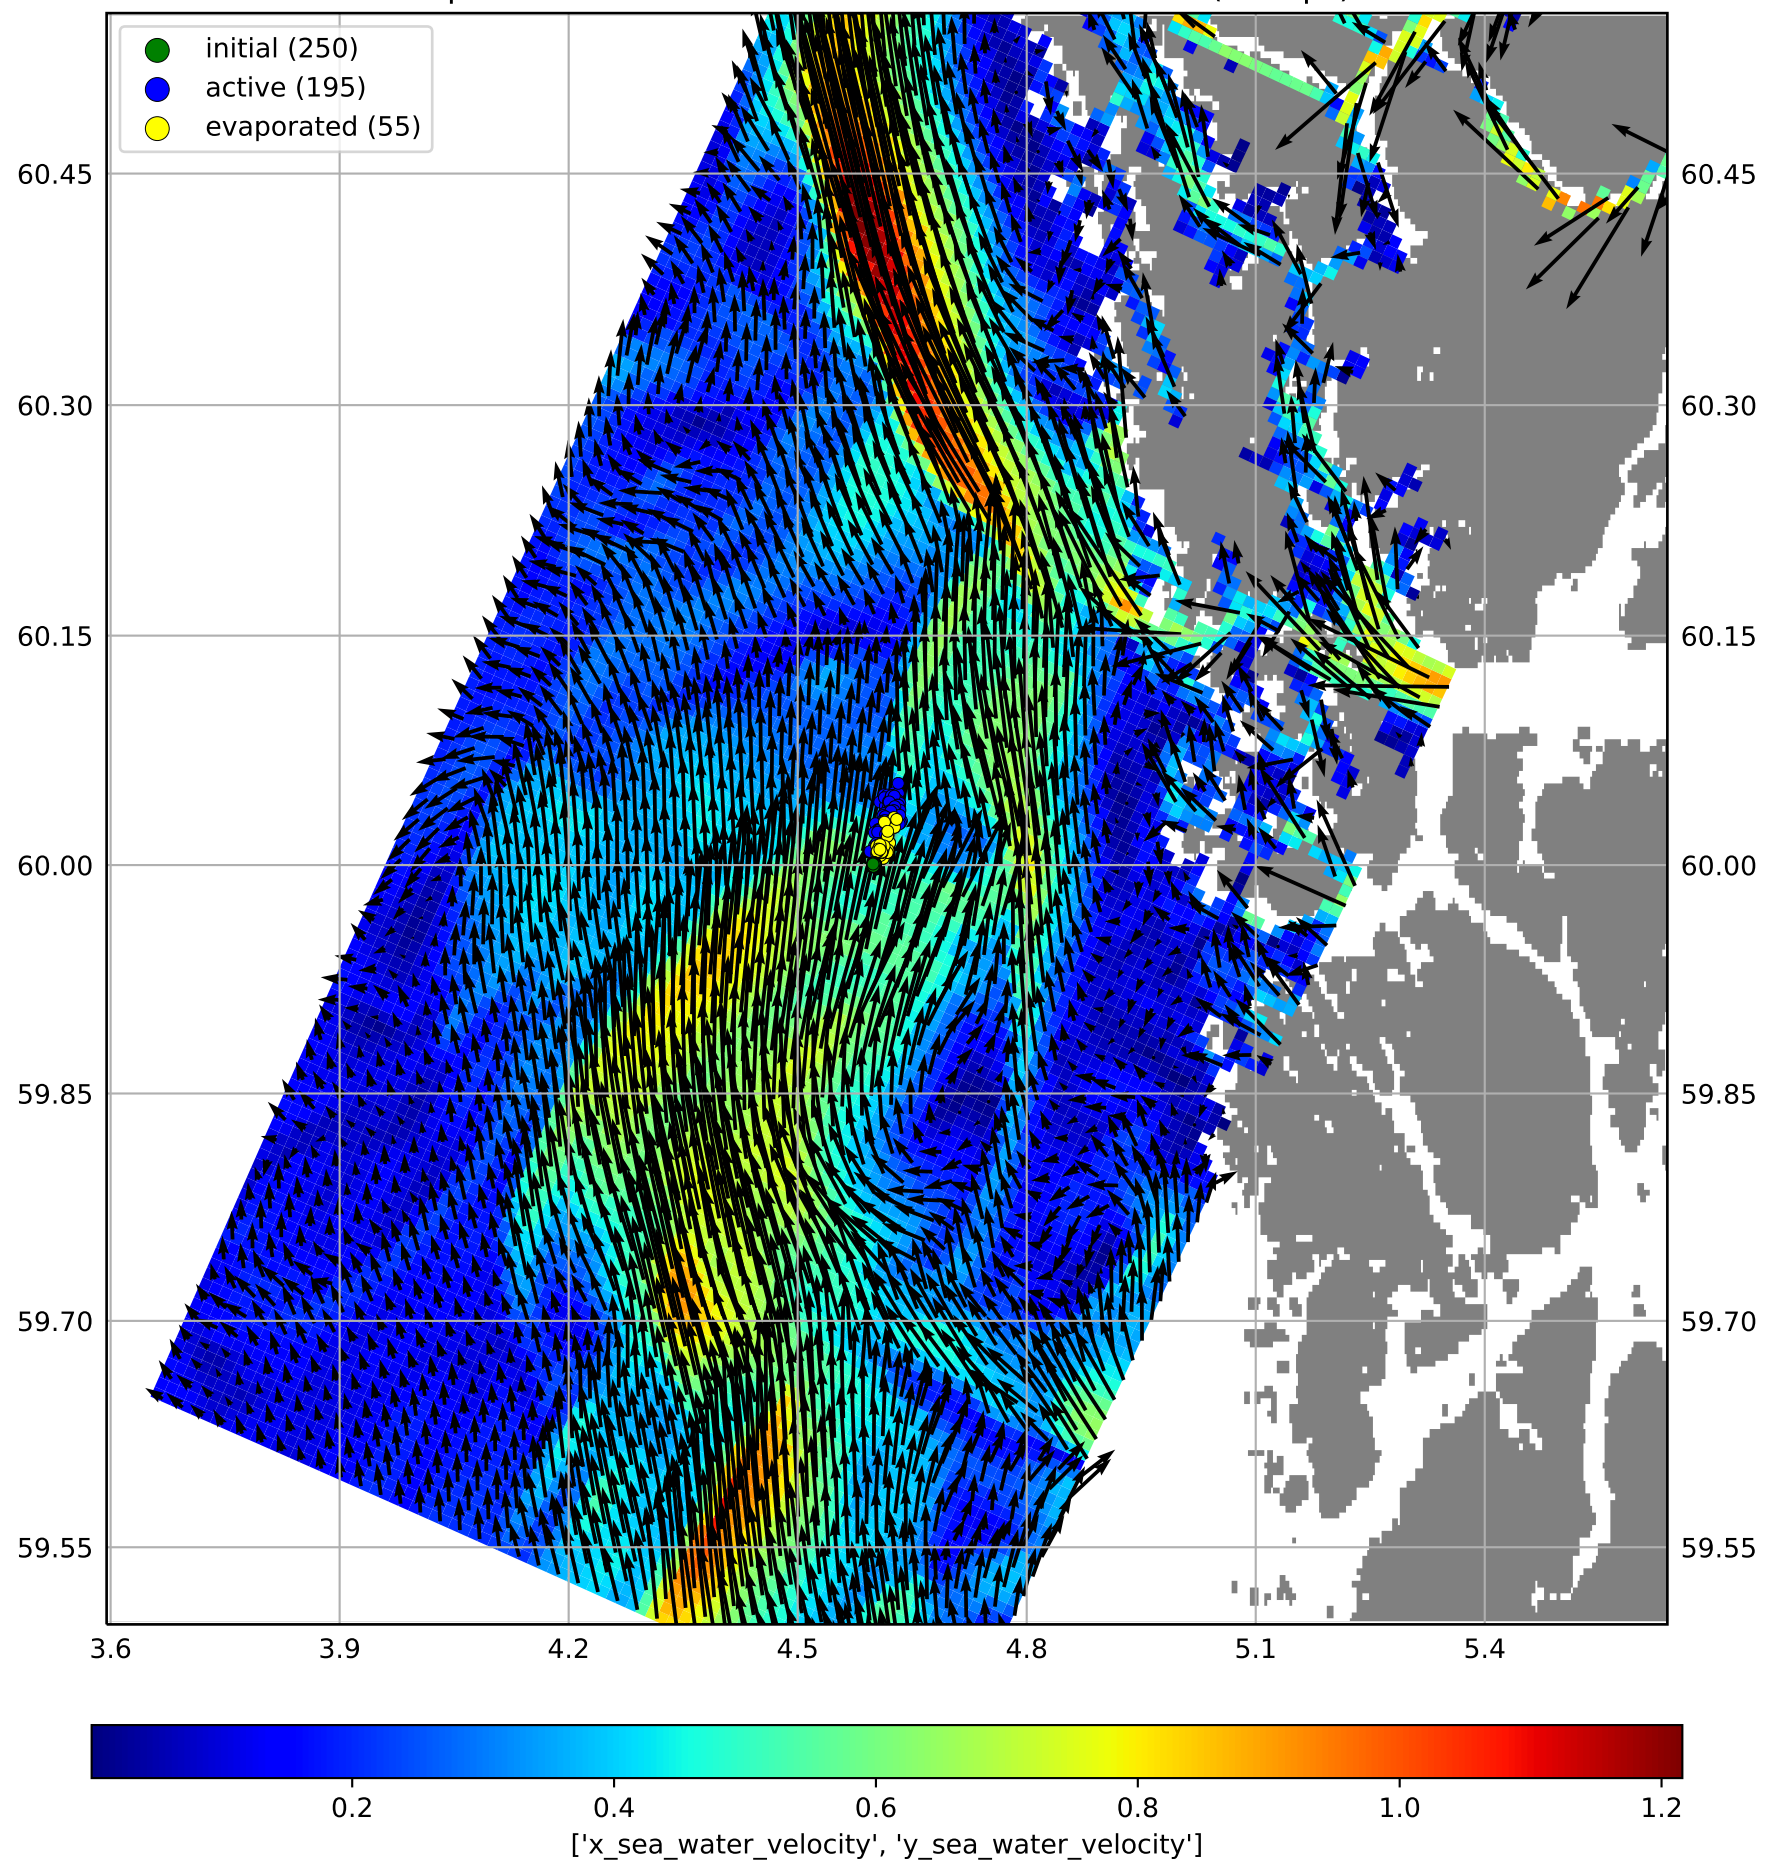 initial (250)
active (195)
evaporated (55)
60.45 60.45
60.30 60.30
60.15 60.15
60.00 60.00
59.85 59.85
59.70 59.70
59.55 59.55
3.6 3.9 4.2 4.5 4.8 5.1 5.4
0.2 0.4 0.6 0.8 1.0 1.2
['x_sea_water_velocity', 'y_sea_water_velocity']